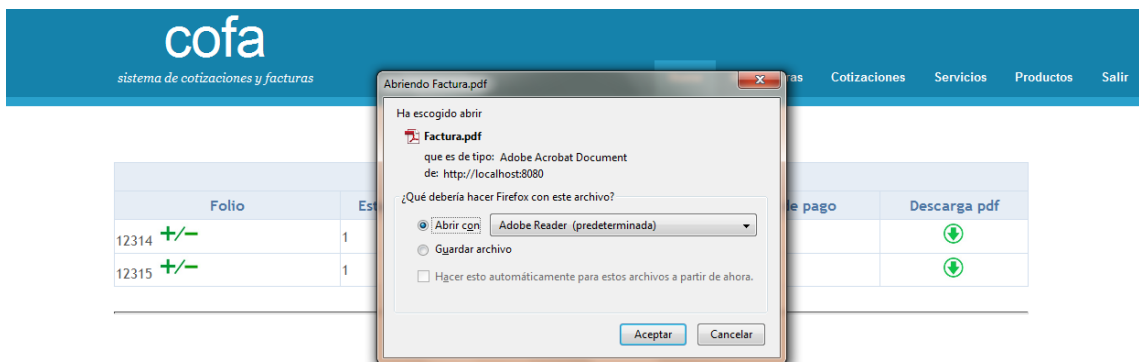 cofa
sistema de cotizaciones y facturas
ras Cotizaciones Servicios Productos Salir
Abriendo Factura.pdf
Ha escogido abrir
Factura.pdf
que es de tipo: Adobe Acrobat Document
de: http://localhost:8080
¿Qué debería hacer Firefox con este archivo?
Abrir con Adobe Reader (predeterminada)
Guardar archivo
Hacer esto automáticamente para estos archivos a partir de ahora.
Aceptar Cancelar
Folio Est de pago Descarga pdf
12314 +/- 1
12315 +/- 1